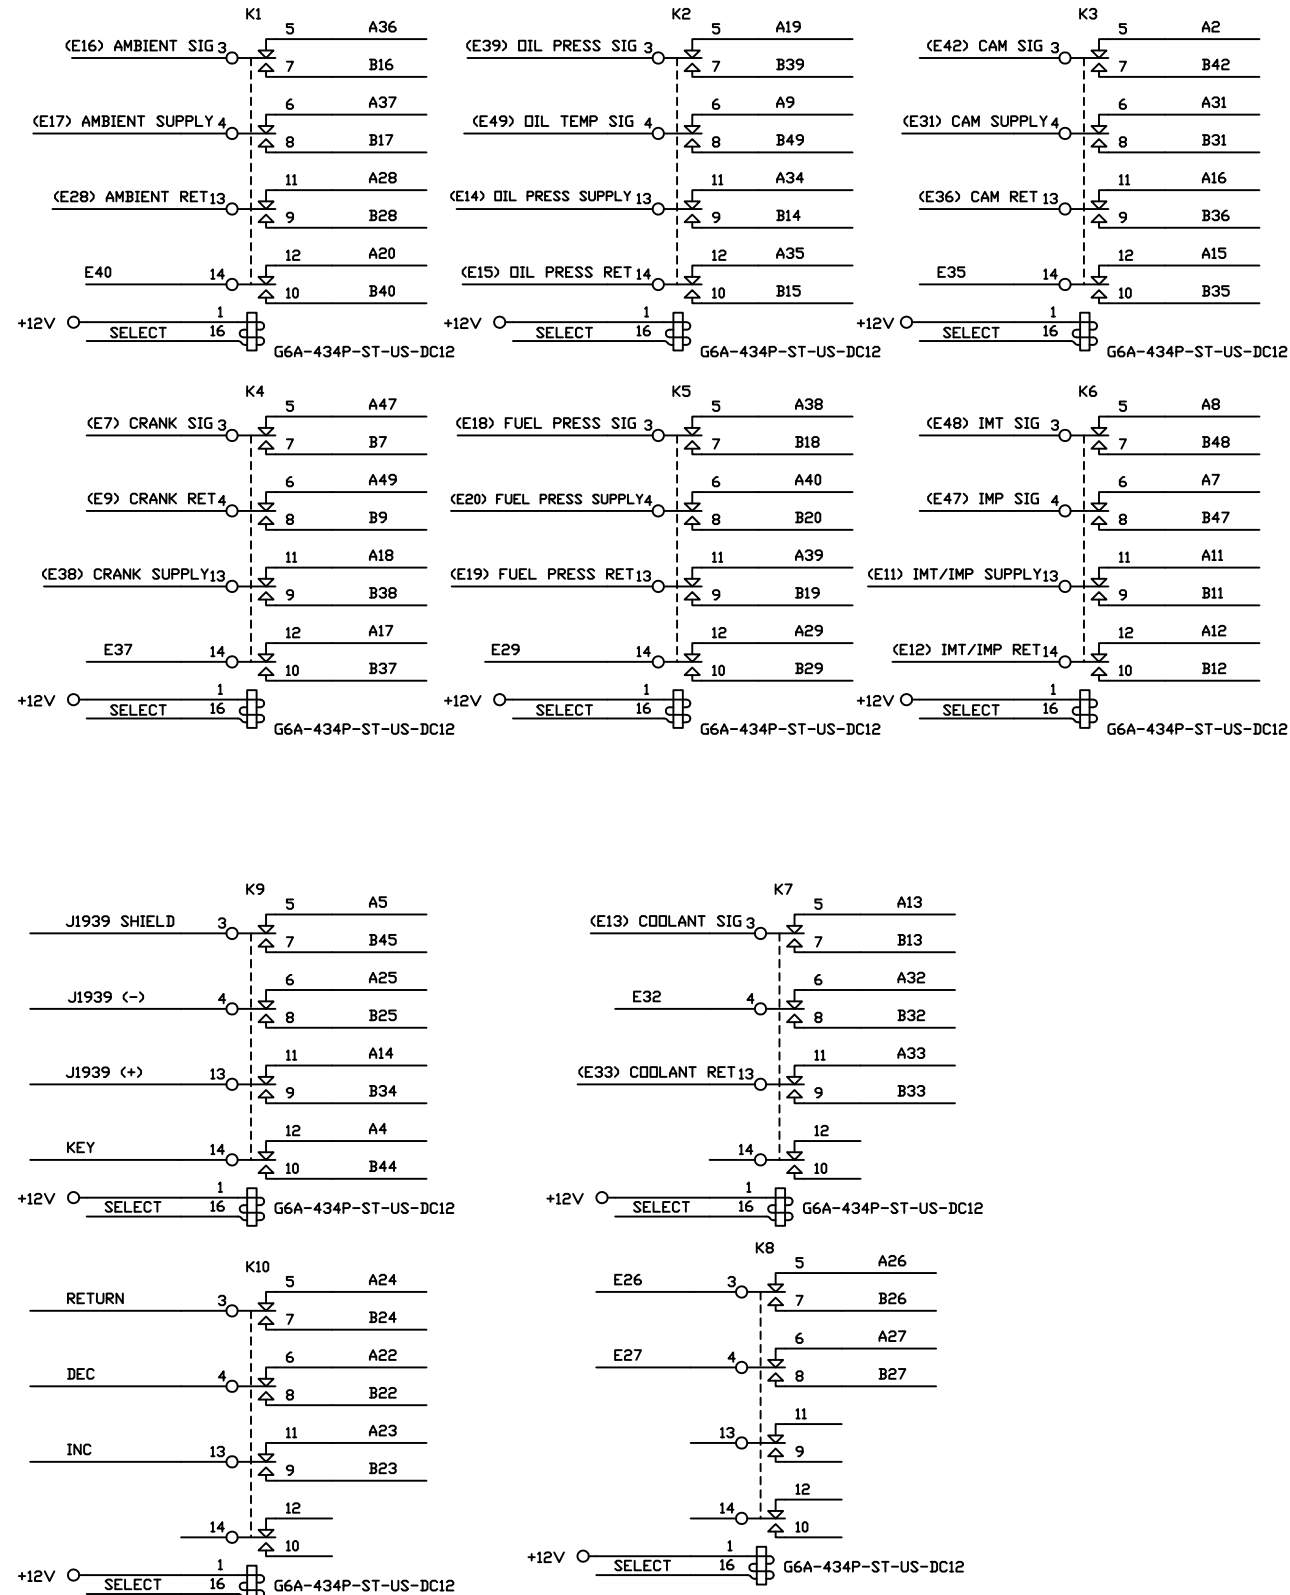 K1
5 A36
(E16) AMBIENT SIG 3
7 B16
6 A37
(E17) AMBIENT SUPPLY 4
8 B17
11 A28
(E28) AMBIENT RET 13
9 B28
12 A20
E40 14
10 B40
+12V 1
SELECT 16
G6A-434P-ST-US-DC12
K2
5 A19
(E39) OIL PRESS SIG 3
7 B39
6 A9
(E49) OIL TEMP SIG 4
8 B49
11 A34
(E14) OIL PRESS SUPPLY 13
9 B14
12 A35
(E15) OIL PRESS RET 14
10 B15
+12V 1
SELECT 16
G6A-434P-ST-US-DC12
K3
5 A2
(E42) CAM SIG 3
7 B42
6 A31
(E31) CAM SUPPLY 4
8 B31
11 A16
(E36) CAM RET 13
9 B36
12 A15
E35 14
10 B35
+12V 1
SELECT 16
G6A-434P-ST-US-DC12
K4
5 A47
(E7) CRANK SIG 3
7 B7
6 A49
(E9) CRANK RET 4
8 B9
11 A18
(E38) CRANK SUPPLY 13
9 B38
12 A17
E37 14
10 B37
+12V 1
SELECT 16
G6A-434P-ST-US-DC12
K5
5 A38
(E18) FUEL PRESS SIG 3
7 B18
6 A40
(E20) FUEL PRESS SUPPLY 4
8 B20
11 A39
(E19) FUEL PRESS RET 13
9 B19
12 A29
E29 14
10 B29
+12V 1
SELECT 16
G6A-434P-ST-US-DC12
K6
5 A8
(E48) IMT SIG 3
7 B48
6 A7
(E47) IMP SIG 4
8 B47
11 A11
(E11) IMT/IMP SUPPLY 13
9 B11
12 A12
(E12) IMT/IMP RET 14
10 B12
+12V 1
SELECT 16
G6A-434P-ST-US-DC12
K9
5 A5
J1939 SHIELD 3
7 B45
6 A25
J1939 (-) 4
8 B25
11 A14
J1939 (+) 13
9 B34
12 A4
KEY 14
10 B44
+12V 1
SELECT 16
G6A-434P-ST-US-DC12
K7
5 A13
(E13) COOLANT SIG 3
7 B13
6 A32
E32 4
8 B32
11 A33
(E33) COOLANT RET 13
9 B33
12
14
10
+12V 1
SELECT 16
G6A-434P-ST-US-DC12
K10
5 A24
RETURN 3
7 B24
6 A22
DEC 4
8 B22
11 A23
INC 13
9 B23
12
14
10
+12V 1
SELECT 16
G6A-434P-ST-US-DC12
K8
5 A26
E26 3
7 B26
6 A27
E27 4
8 B27
11
13
9
12
14
10
+12V 1
SELECT 16
G6A-434P-ST-US-DC12